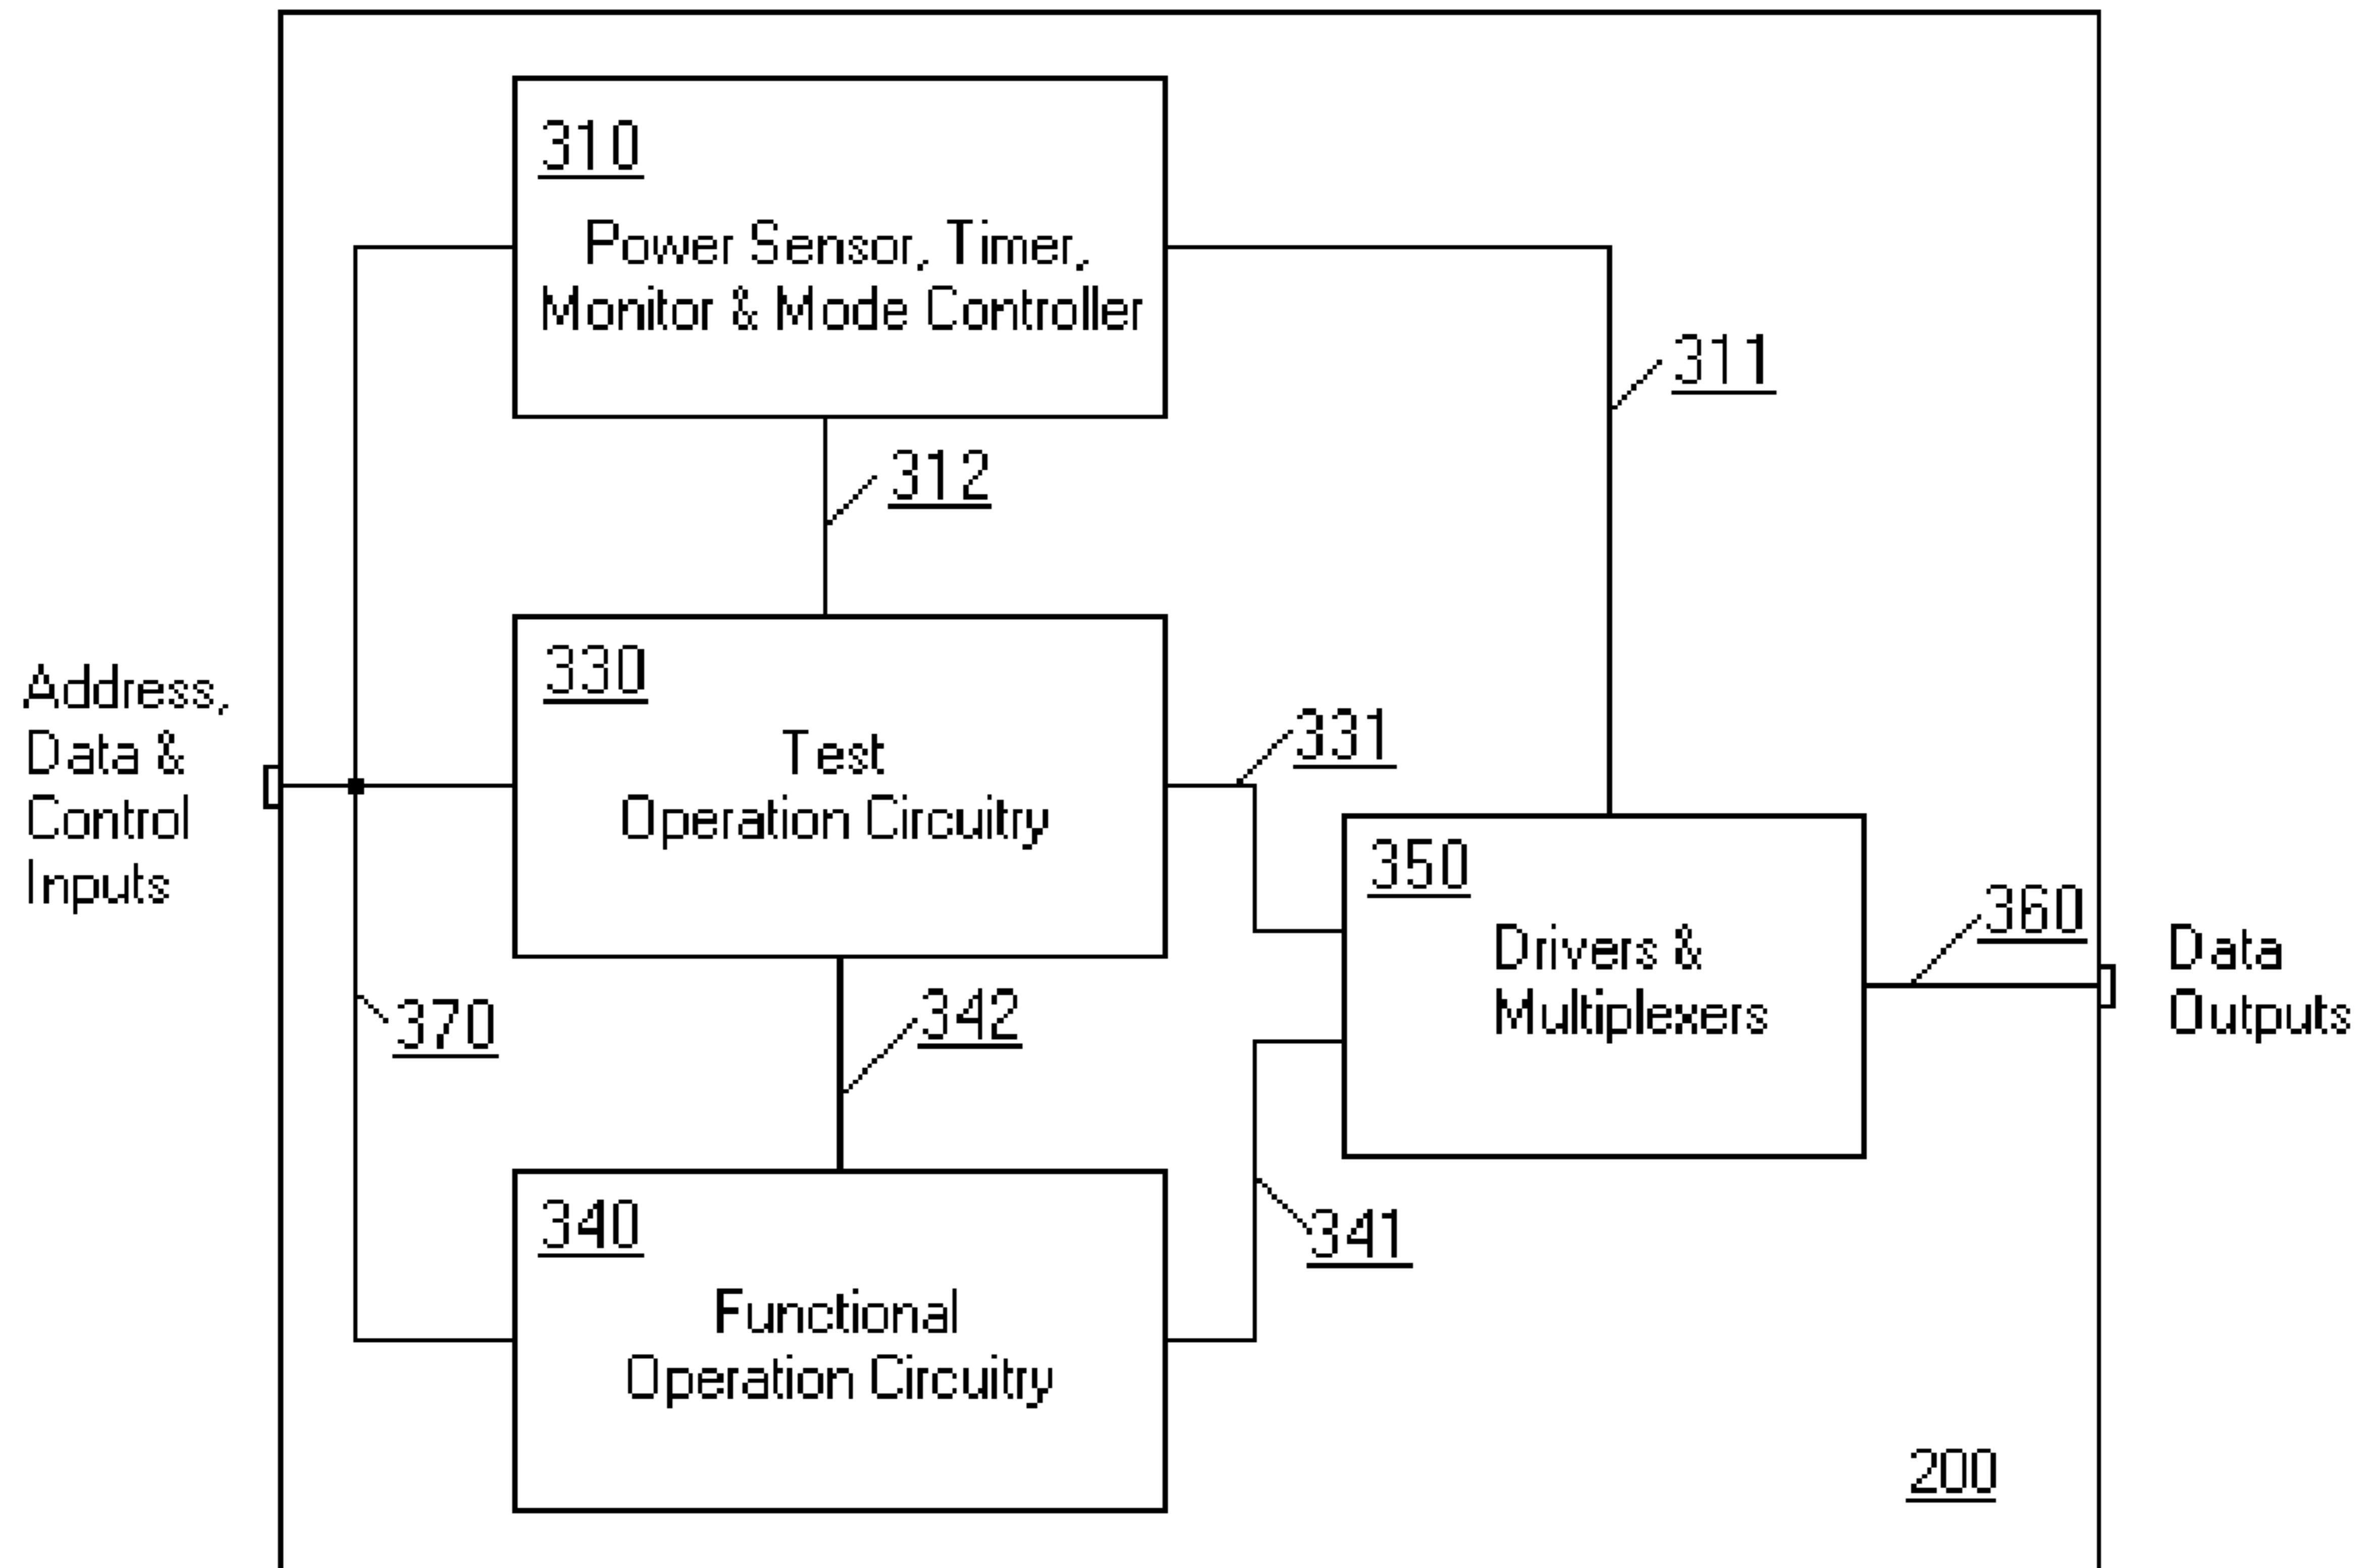 310
Power Sensor, Timer,
Monitor & Mode Controller
311
312
330
Test
Operation Circuitry
331
Address,
Data &
Control
Inputs
350
Drivers &
Multiplexers
360
Data
Outputs
370
342
340
Functional
Operation Circuitry
341
200